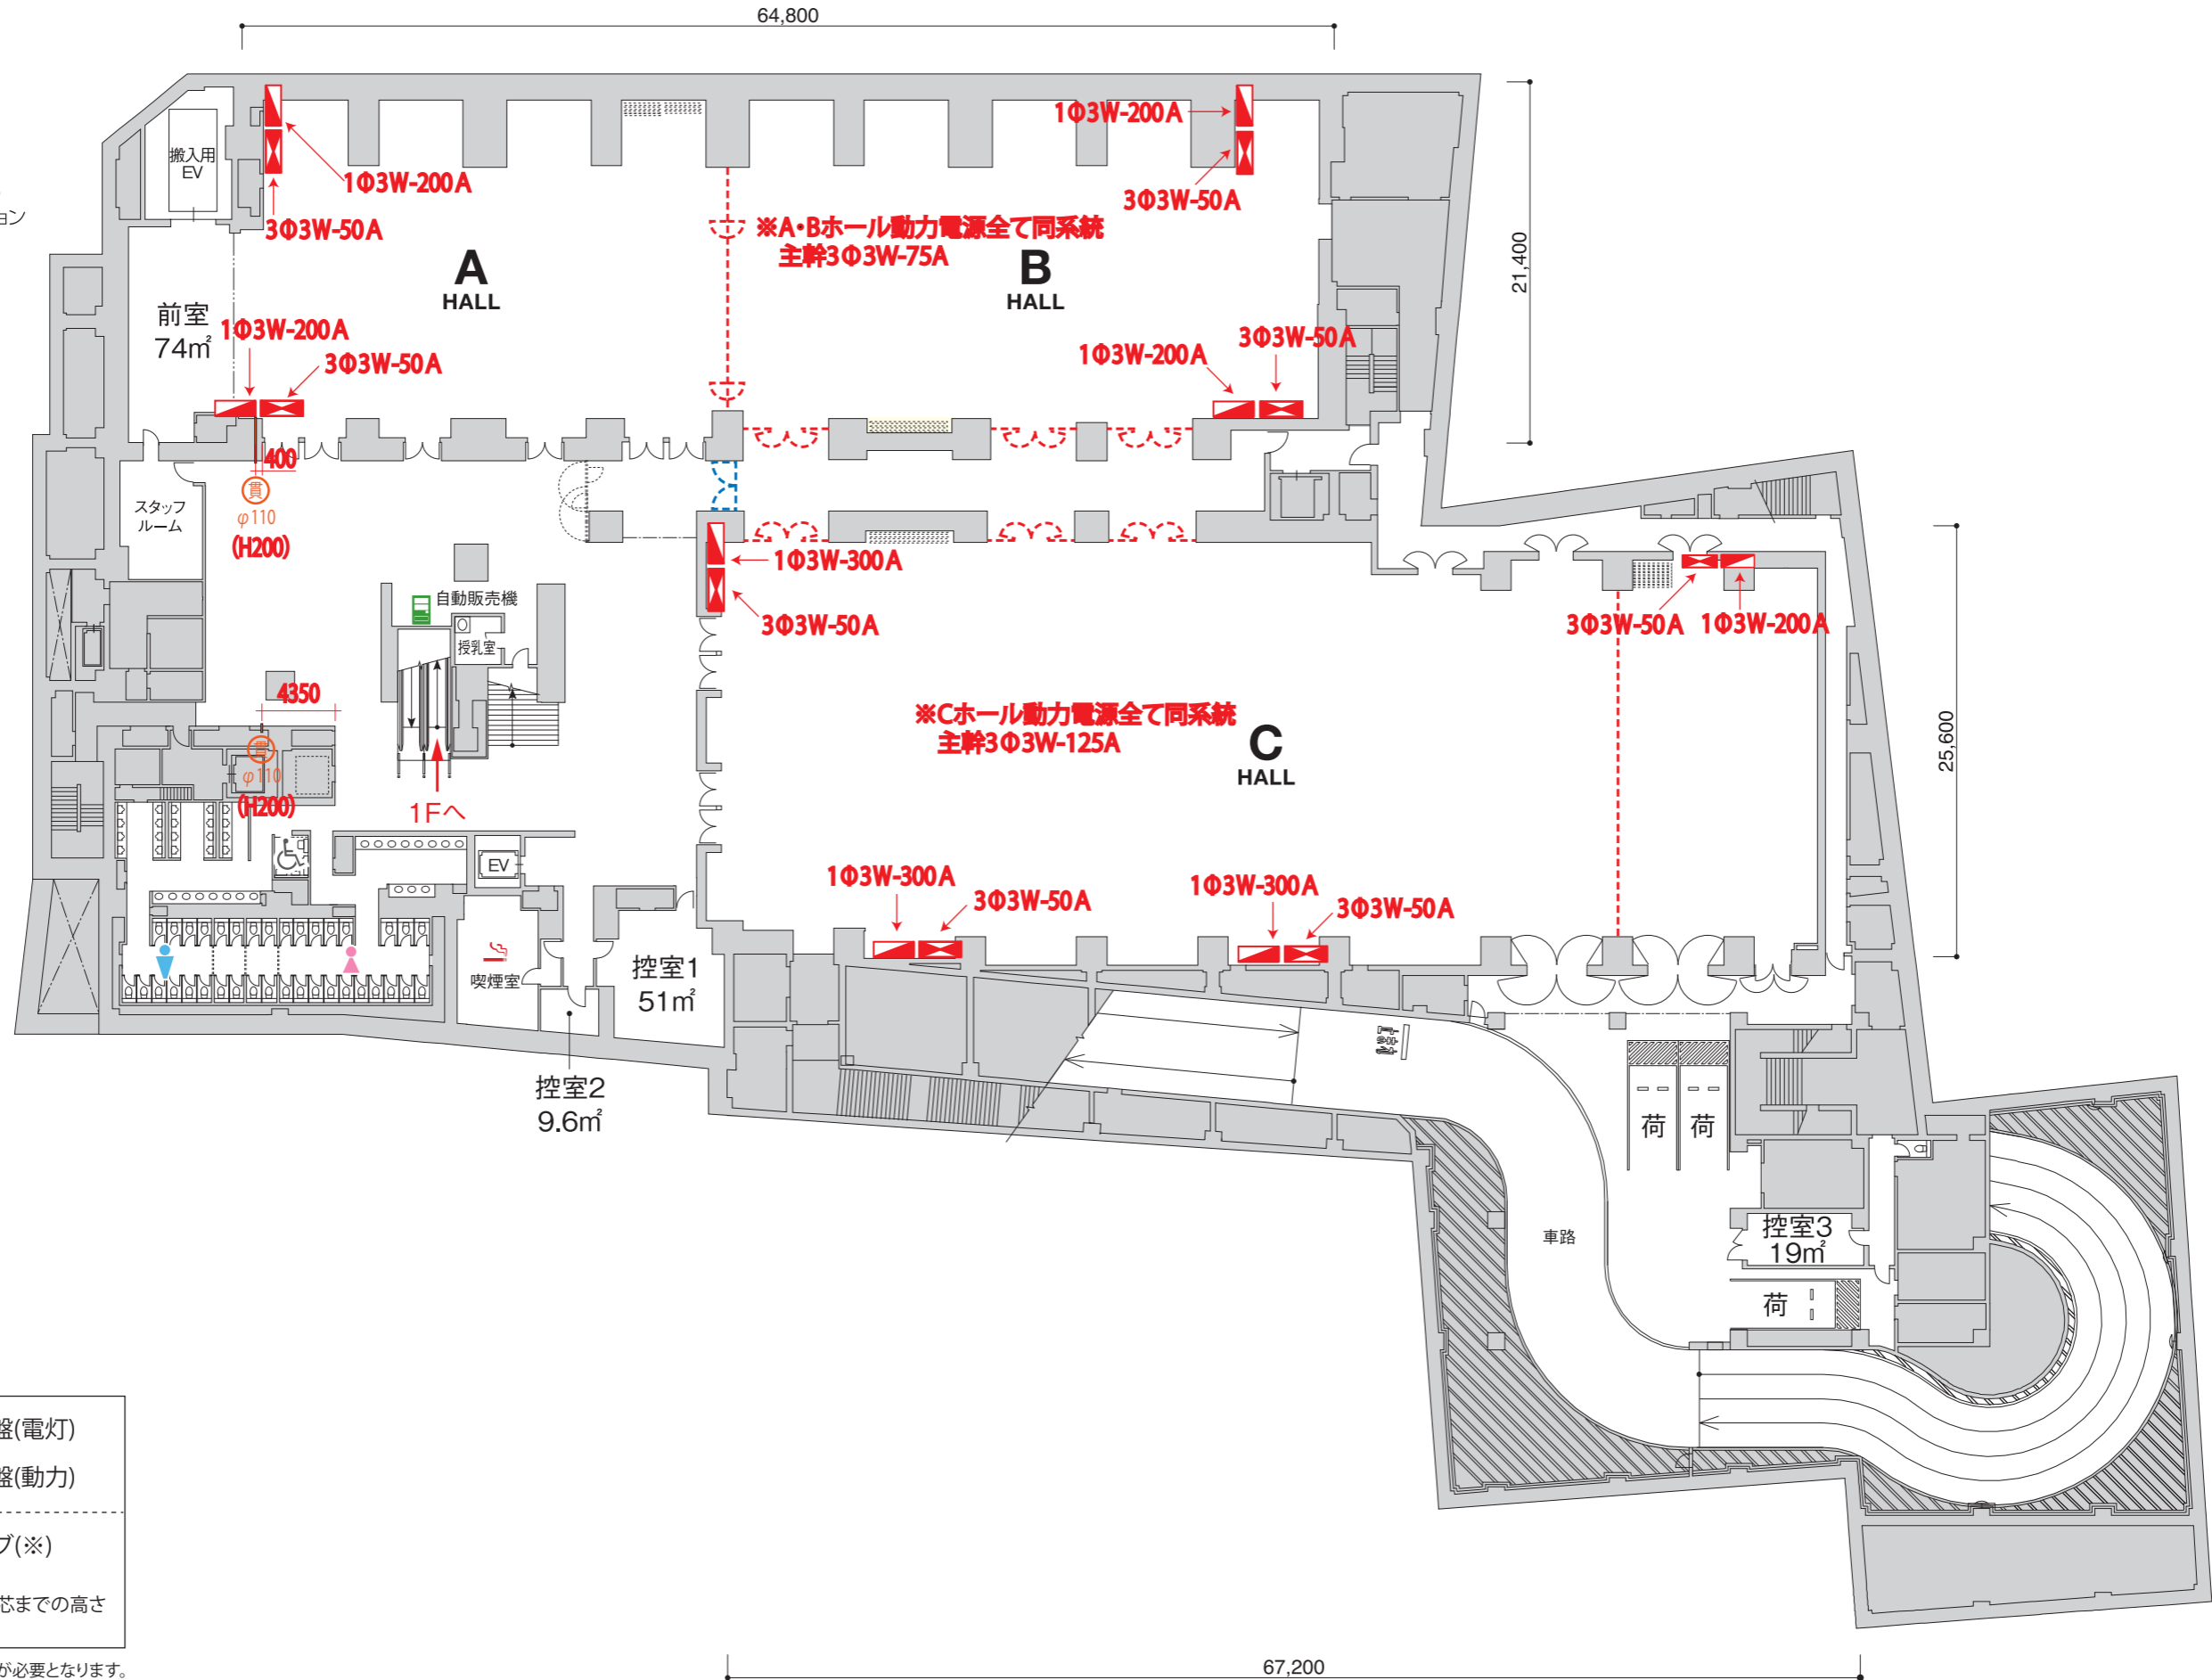 64,800
搬入用
EV
1Φ3W-200A
3Φ3W-50A
1Φ3W-200A
3Φ3W-50A
ョン
※A・Bホール動力電源全て同系統
主幹3Φ3W-75A
A
HALL
B
HALL
21,400
前室
74㎡
1Φ3W-200A
3Φ3W-50A
1Φ3W-200A
3Φ3W-50A
400
貫
φ110
(H200)
スタッフ
ルーム
1Φ3W-300A
3Φ3W-50A
3Φ3W-50A
1Φ3W-200A
自動販売機
授乳室
4350
貫
φ110
(H200)
1Fへ
※Cホール動力電源全て同系統
主幹3Φ3W-125A
C
HALL
25,600
EV
1Φ3W-300A
3Φ3W-50A
1Φ3W-300A
3Φ3W-50A
喫煙室
控室1
51㎡
控室2
9.6㎡
荷
荷
車路
控室3
19㎡
荷
盤(電灯)
盤(動力)
ブ(※)
芯までの高さ
が必要となります。
67,200